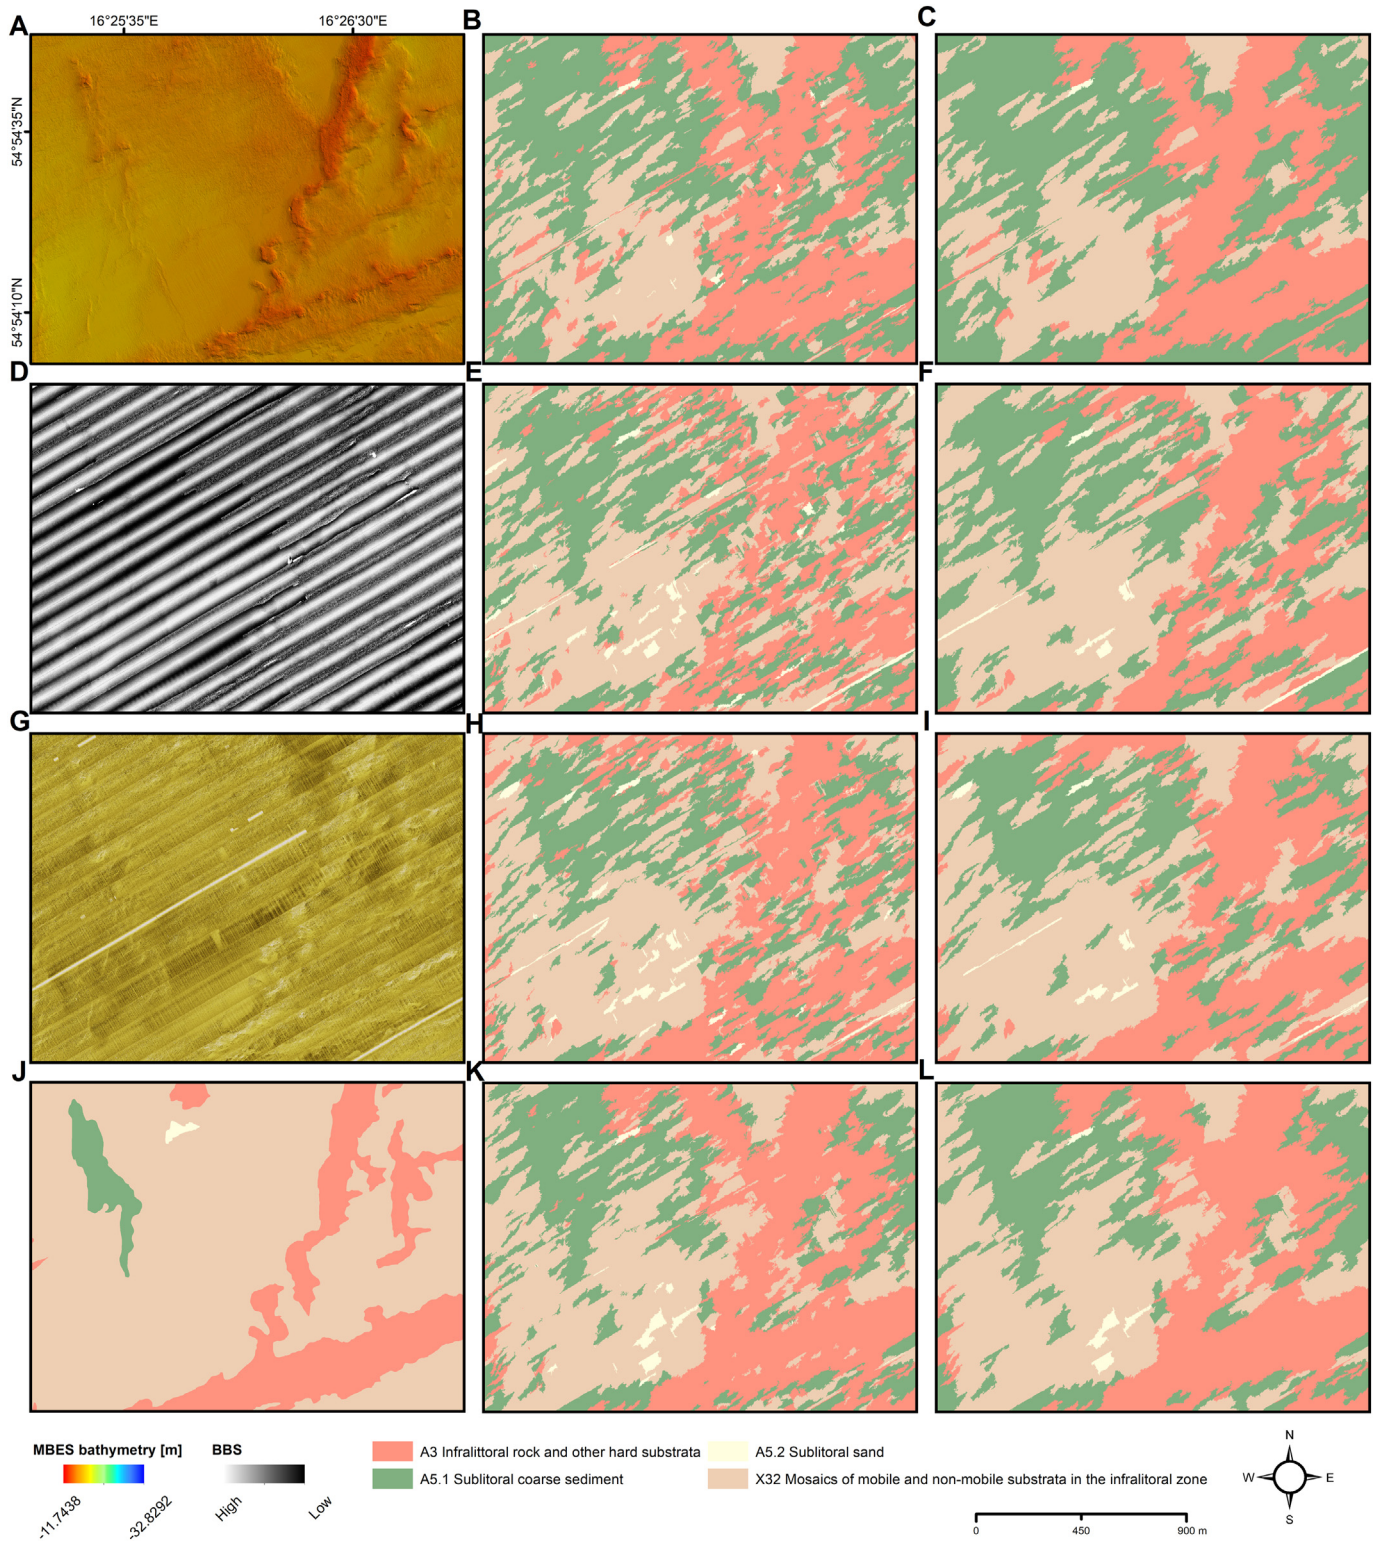 A
16°25'35"E
16°26'30"E
B
C
54°54'35"N
54°54'10"N
D
E
F
G
H
I
J
K
L
MBES bathymetry [m]
-11.7438
-32.8292
BBS
High
Low
A3 Infralittoral rock and other hard substrata
A5.1 Sublitoral coarse sediment
A5.2 Sublitoral sand
X32 Mosaics of mobile and non-mobile substrata in the infralitoral zone
N
W
E
S
0
450
900 m